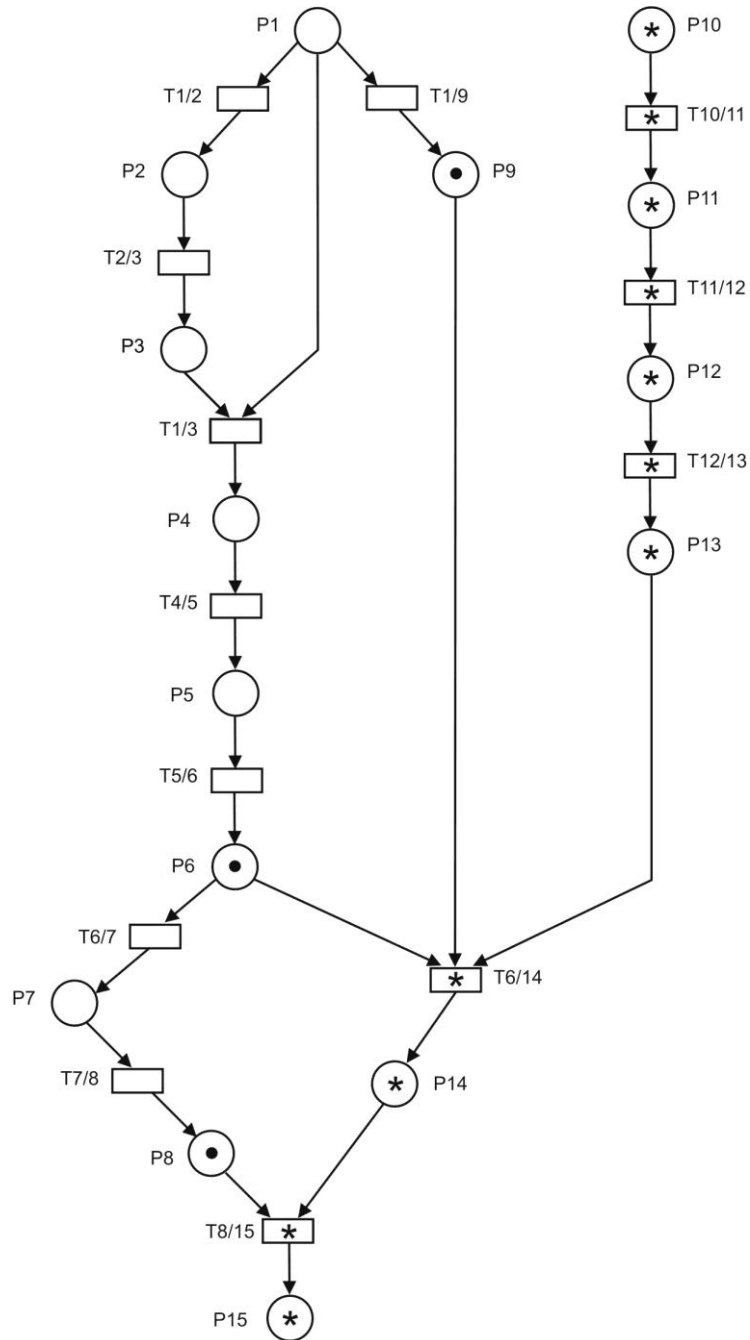 P1
P10
T1/2
T1/9
*
T10/11
*
P2
P9
P11
*
T2/3
T11/12
*
P3
P12
*
T1/3
T12/13
*
P4
P13
*
T4/5
P5
T5/6
P6
T6/7
T6/14
*
P7
T7/8
P14
*
P8
T8/15
*
P15
*